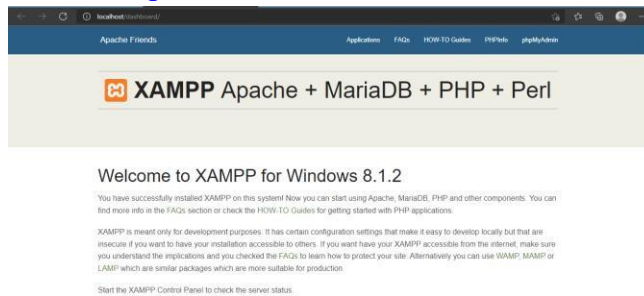 localhost/dashboard/
Apache Friends
Applications FAQs HOW-TO Guides PHPInfo phpMyAdmin
XAMPP Apache + MariaDB + PHP + Perl
Welcome to XAMPP for Windows 8.1.2
You have successfully installed XAMPP on this system! Now you can start using Apache, MariaDB, PHP and other components. You can
find more info in the FAQs section or check the HOW-TO Guides for getting started with PHP applications.
XAMPP is meant only for development purposes. It has certain configuration settings that make it easy to develop locally but that are
insecure if you want to have your installation accessible to others. If you want have your XAMPP accessible from the internet, make sure
you understand the implications and you checked the FAQs to learn how to protect your site. Alternatively you can use WAMP, MAMP or
LAMP which are similar packages which are more suitable for production.
Start the XAMPP Control Panel to check the server status.